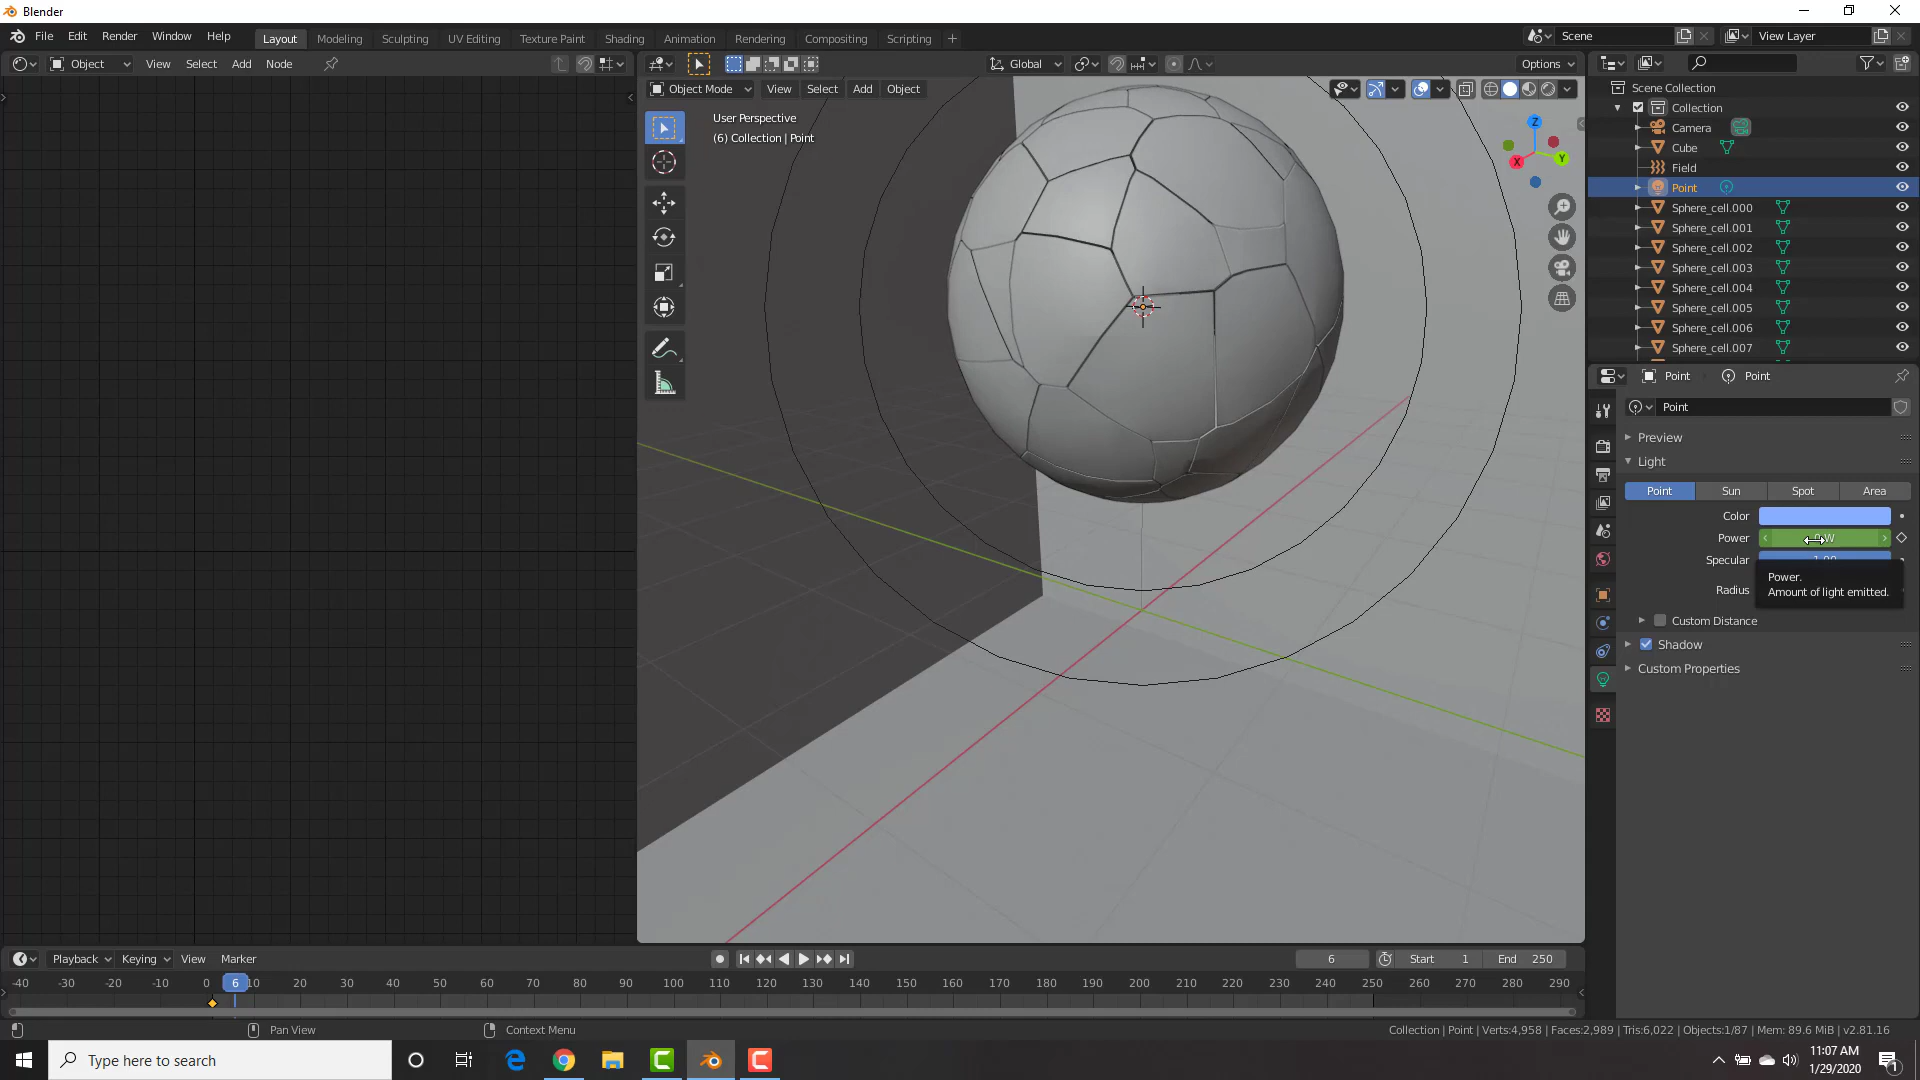 Blender
File Edit Render Window Help Layout Modeling Sculpting UV Editing Texture Paint Shading Animation Rendering Compositing Scripting Scene View Layer
Object View Select Add Node Global Options
Object Mode View Select Add Object
User Perspective
(6) Collection | Point
Z
X
Y
Scene Collection
Collection
Camera
Cube
Field
Point
Sphere_cell.000
Sphere_cell.001
Sphere_cell.002
Sphere_cell.003
Sphere_cell.004
Sphere_cell.005
Sphere_cell.006
Sphere_cell.007
Point Point
Point
Preview
Light
Point Sun Spot Area
Color
Power
Specular
Radius
Power.
Amount of light emitted.
Custom Distance
Shadow
Custom Properties
Playback Keying View Marker 6 Start 1 End 250
-40 -30 -20 -10 0 6 10 20 30 40 50 60 70 80 90 100 110 120 130 140 150 160 170 180 190 200 210 220 230 240 250 260 270 280 290
Pan View Context Menu Collection | Point | Verts:4,958 | Faces:2,989 | Tris:6,022 | Objects:1/87 | Mem: 89.6 MiB | v2.81.16
Type here to search
11:07 AM
1/29/2020
1